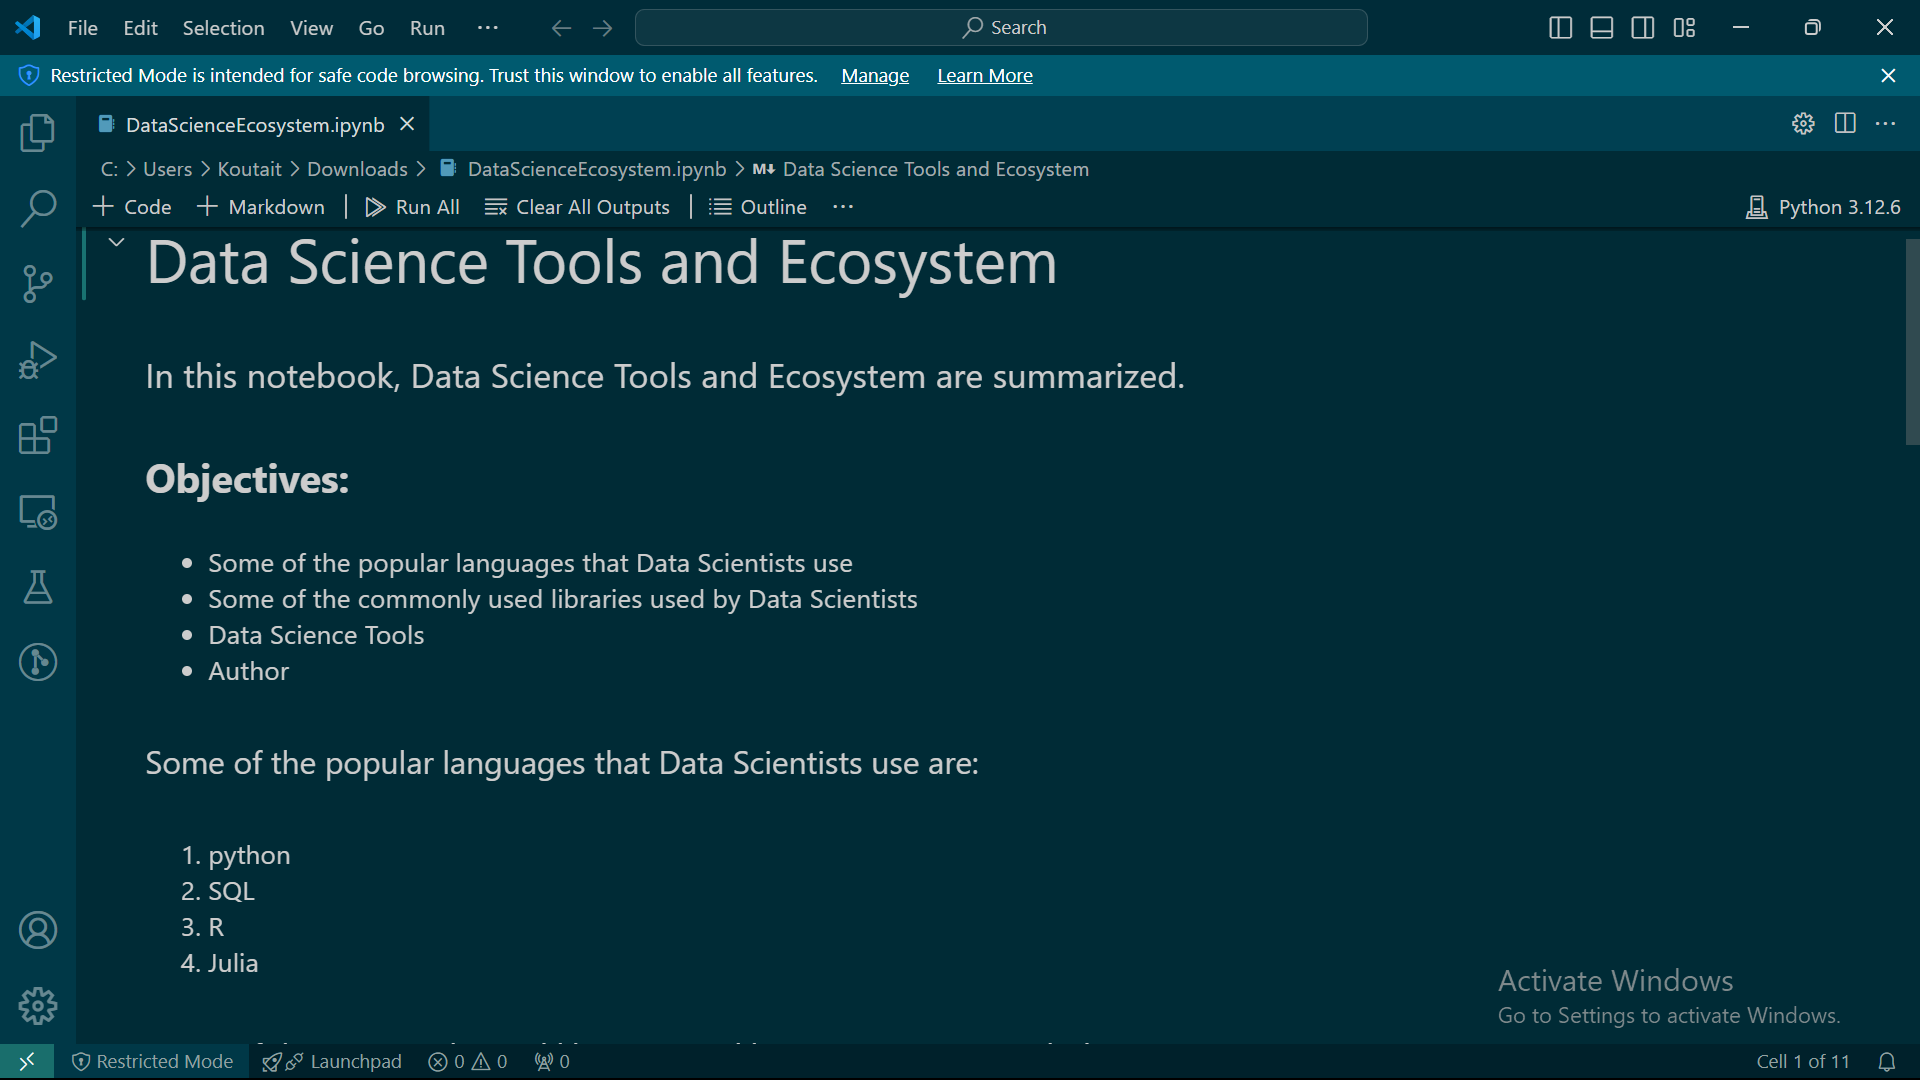 File Edit Selection View Go Run ··· Search
Restricted Mode is intended for safe code browsing. Trust this window to enable all features. Manage Learn More
DataScienceEcosystem.ipynb
C: > Users > Koutait > Downloads > DataScienceEcosystem.ipynb > M↓ Data Science Tools and Ecosystem
+ Code + Markdown | Run All Clear All Outputs | Outline ··· Python 3.12.6
Data Science Tools and Ecosystem
In this notebook, Data Science Tools and Ecosystem are summarized.
Objectives:
• Some of the popular languages that Data Scientists use
• Some of the commonly used libraries used by Data Scientists
• Data Science Tools
• Author
Some of the popular languages that Data Scientists use are:
1. python
2. SQL
3. R
4. Julia
Activate Windows
Go to Settings to activate Windows.
Restricted Mode Launchpad 0 0 0 Cell 1 of 11